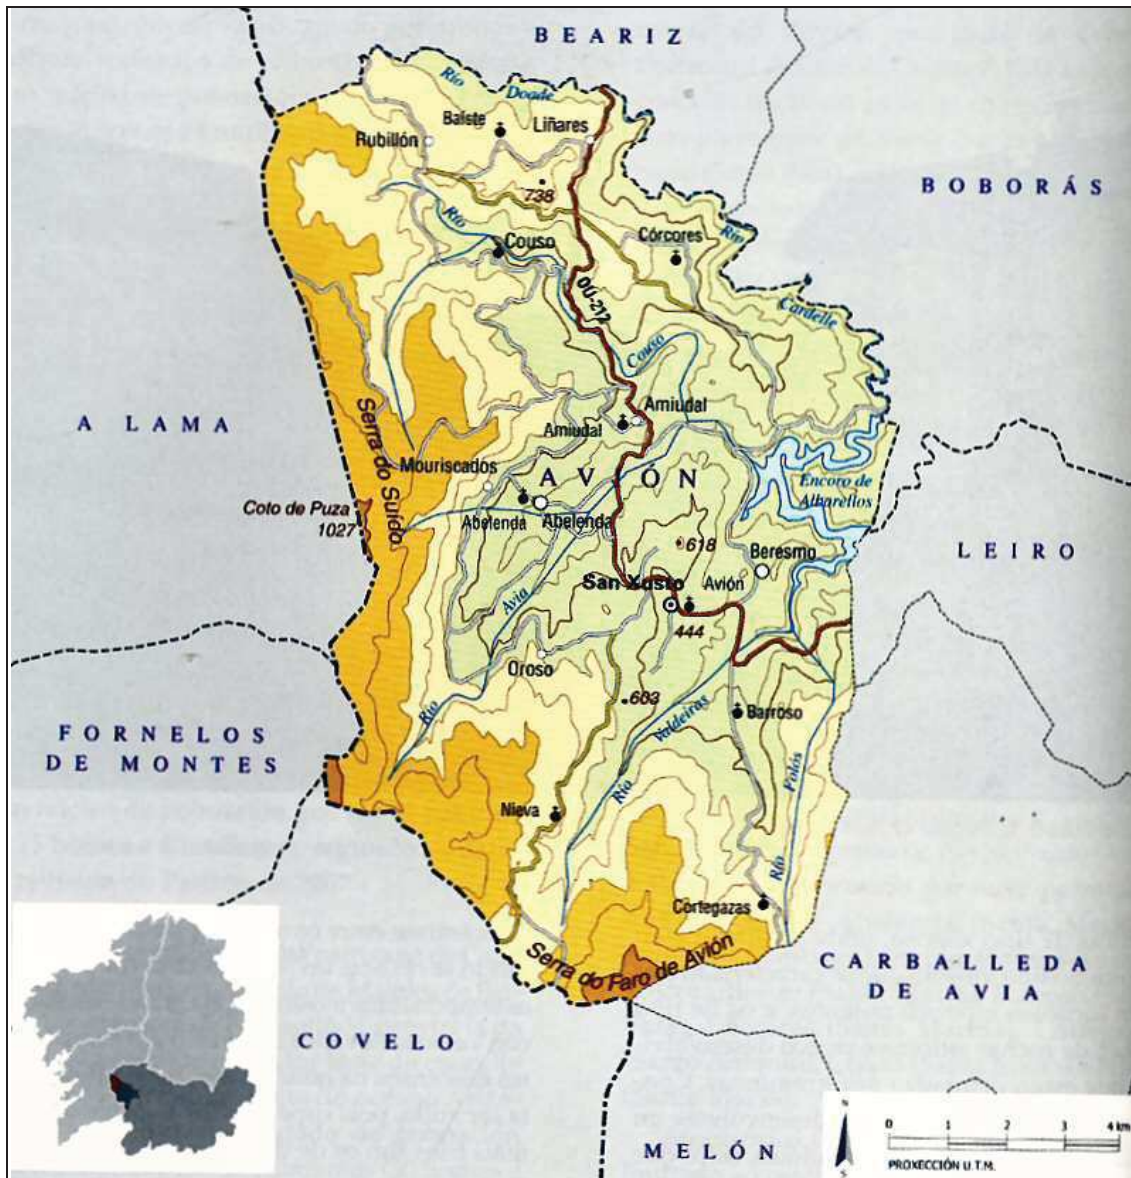 BEARIZ
Río
Doade
Baíste
Liñares
Rubillón
738
BOBORÁS
Río
Couso
Córcores
Río
OU-212
Cardelle
Couso
A LAMA
Serra do Suído
Amiudal
Amiudal
Mouriscados
AVIÓN
Encoro de
Albarellos
Coto de Puza
1027
Abelenda
Abelenda
618
Beresmo
LEIRO
San Xusto
Avión
Avia
444
Oroso
603
Río
Valdeiras
Barroso
FORNELOS
DE MONTES
Río
Polós
Nieva
Río
Cortegazas
Serra do Faro de Avión
CARBALLEDA
DE AVIA
COVELO
MELÓN
N
S
0 1 2 3 4 km
PROXECCIÓN U.T.M.